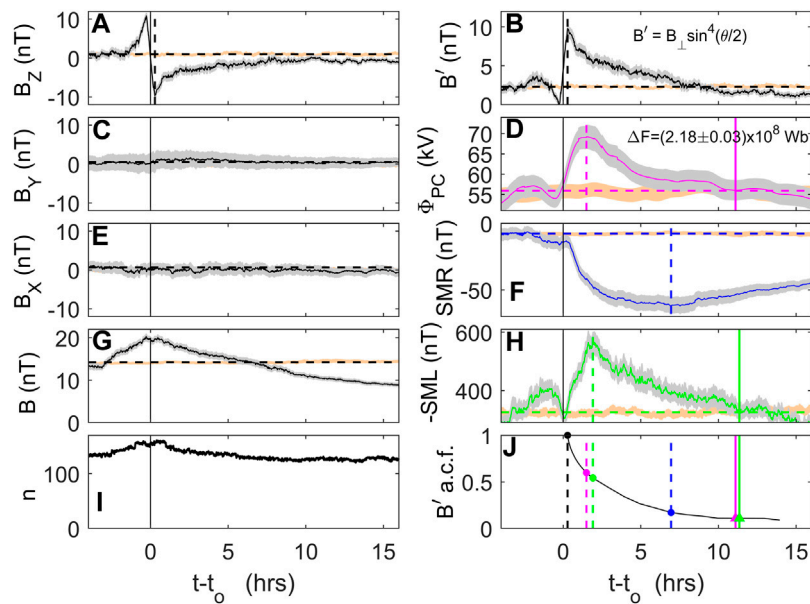 A
10
0
-10
B_Z (nT)
B
10
5
0
B′ (nT)
B′ = B⊥sin⁴(θ/2)
C
10
0
-10
B_Y (nT)
D
70
65
60
55
Φ_PC (kV)
ΔF=(2.18±0.03)x10⁸ Wb
E
10
0
-10
B_X (nT)
F
0
-50
SMR (nT)
G
20
10
0
B (nT)
H
600
400
-SML (nT)
I
100
0
n
0 5 10 15
t-t_o (hrs)
J
1
0.5
0
B′ a.c.f.
0 5 10 15
t-t_o (hrs)